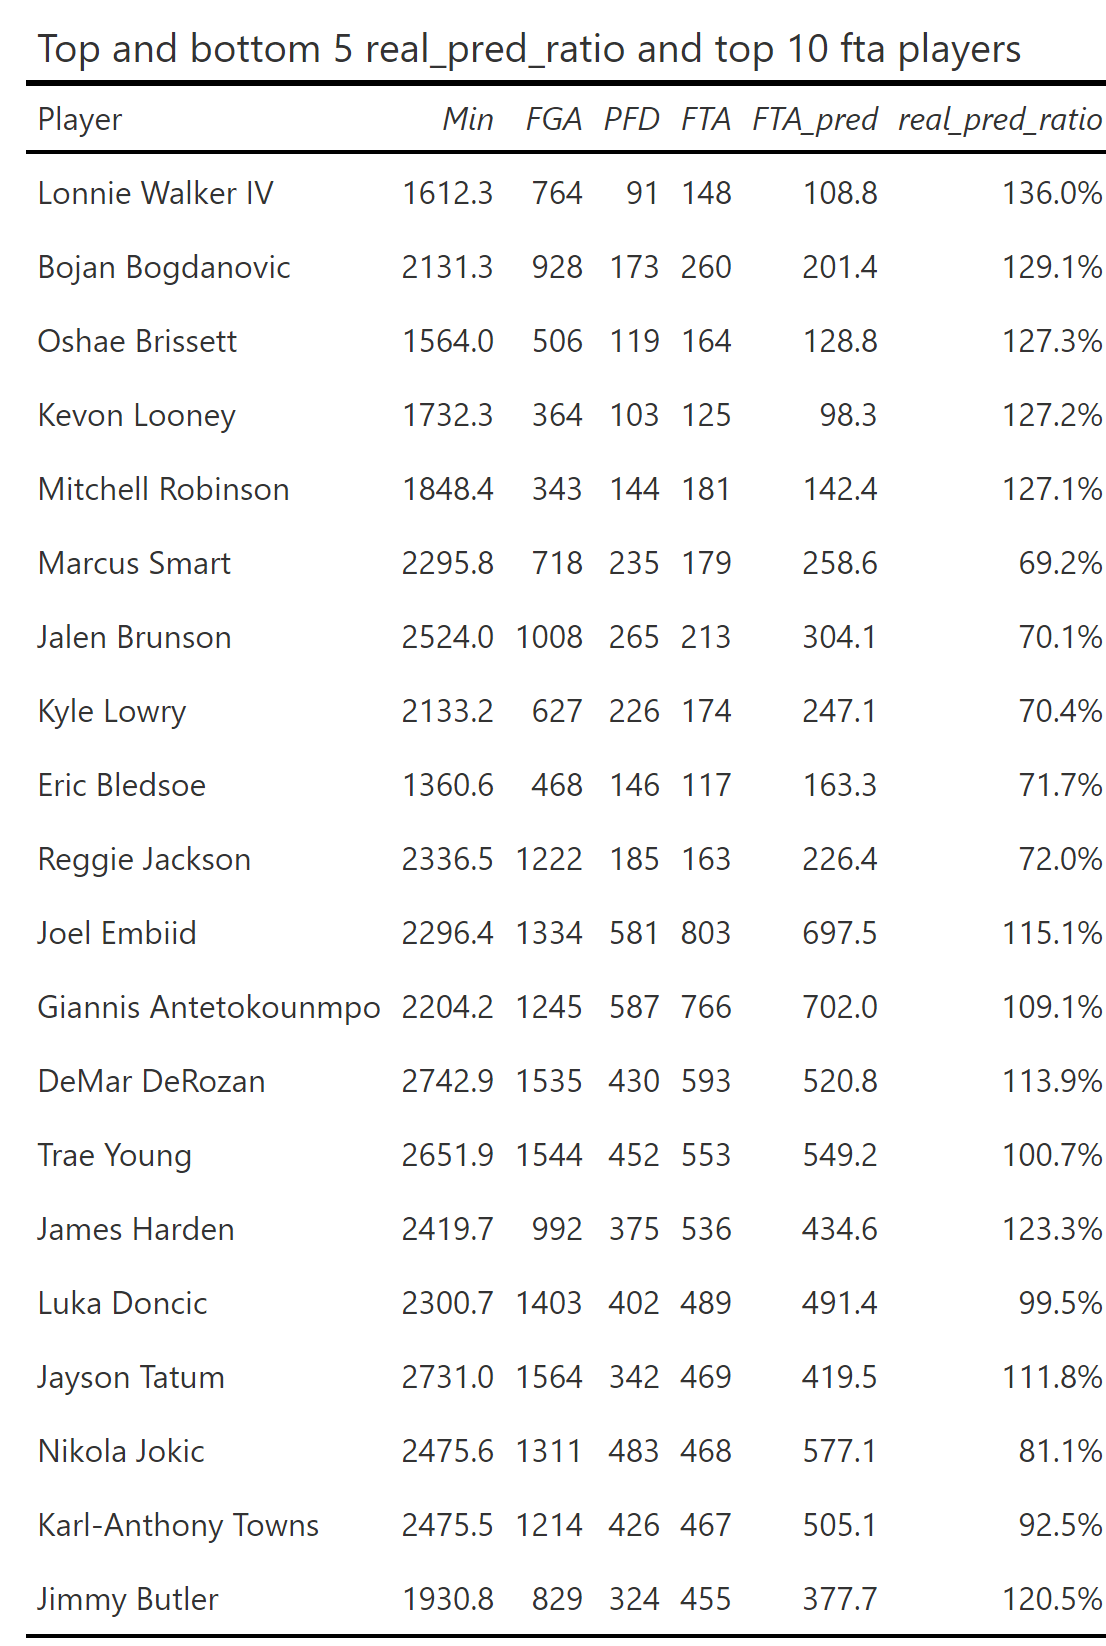 Top and bottom 5 real_pred_ratio and top 10 fta players
Player Min FGA PFD FTA FTA_pred real_pred_ratio
Lonnie Walker IV 1612.3 764 91 148 108.8 136.0%
Bojan Bogdanovic 2131.3 928 173 260 201.4 129.1%
Oshae Brissett 1564.0 506 119 164 128.8 127.3%
Kevon Looney 1732.3 364 103 125 98.3 127.2%
Mitchell Robinson 1848.4 343 144 181 142.4 127.1%
Marcus Smart 2295.8 718 235 179 258.6 69.2%
Jalen Brunson 2524.0 1008 265 213 304.1 70.1%
Kyle Lowry 2133.2 627 226 174 247.1 70.4%
Eric Bledsoe 1360.6 468 146 117 163.3 71.7%
Reggie Jackson 2336.5 1222 185 163 226.4 72.0%
Joel Embiid 2296.4 1334 581 803 697.5 115.1%
Giannis Antetokounmpo 2204.2 1245 587 766 702.0 109.1%
DeMar DeRozan 2742.9 1535 430 593 520.8 113.9%
Trae Young 2651.9 1544 452 553 549.2 100.7%
James Harden 2419.7 992 375 536 434.6 123.3%
Luka Doncic 2300.7 1403 402 489 491.4 99.5%
Jayson Tatum 2731.0 1564 342 469 419.5 111.8%
Nikola Jokic 2475.6 1311 483 468 577.1 81.1%
Karl-Anthony Towns 2475.5 1214 426 467 505.1 92.5%
Jimmy Butler 1930.8 829 324 455 377.7 120.5%